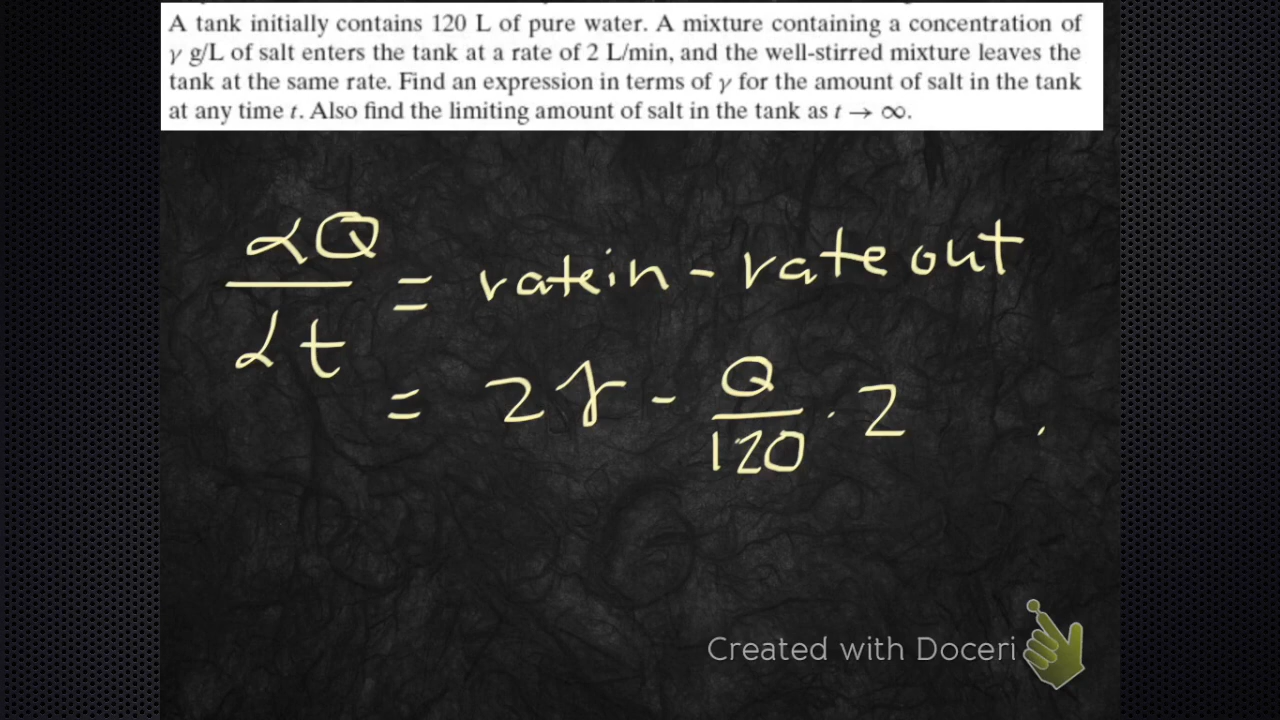 A tank initially contains 120 L of pure water. A mixture containing a concentration of
γ g/L of salt enters the tank at a rate of 2 L/min, and the well-stirred mixture leaves the
tank at the same rate. Find an expression in terms of γ for the amount of salt in the tank
at any time t. Also find the limiting amount of salt in the tank as t → ∞.
dQ/dt = rate in - rate out
= 2γ - Q/120 · 2
Created with Doceri